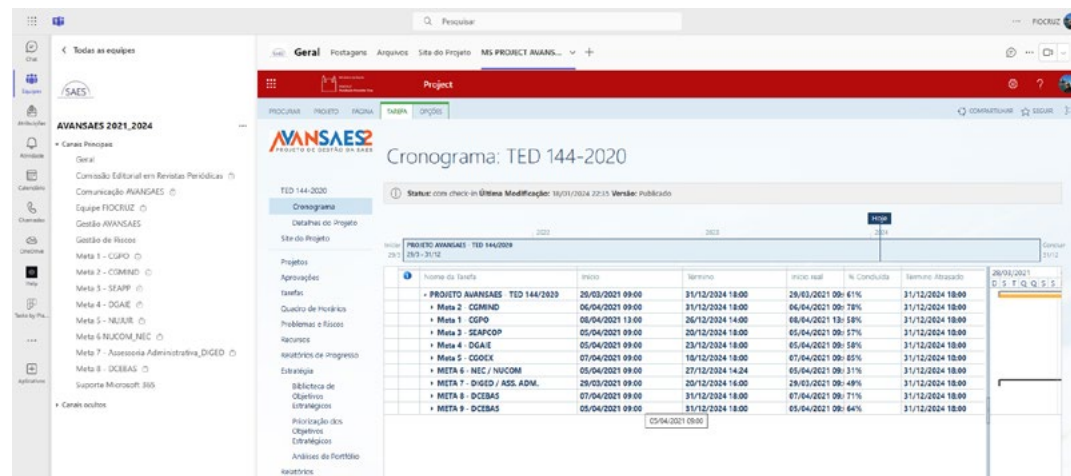 Pesquisar
FIOCRUZ
Chat
Equipes
Atribuições
Atividade
Calendário
Chamadas
OneDrive
Help
Aplicativos
Todas as equipes
SAES
AVANSAES 2021_2024
Canais Principais
Geral
Comissão Editorial em Revistas Periódicas
Comunicação AVANSAES
Equipe FIOCRUZ
Gestão AVANSAES
Gestão de Riscos
Meta 1 - CGPO
Meta 2 - CGMIND
Meta 3 - SEAPP
Meta 4 - DGAIE
Meta 5 - NUJUR
Meta 6 NUCOM_NEC
Meta 7 - Assessoria Administrativa_DIGED
Meta 8 - DCEBAS
Suporte Microsoft 365
Canais ocultos
Geral Postagens Arquivos Site do Projeto MS PROJECT AVANS...
Project
PROCURAR PROJETO PÁGINA TAREFA OPÇÕES
COMPARTILHAR SEGUIR
AVANSAES2
PROJETO DE GESTÃO DA SAES
Cronograma: TED 144-2020
TED 144-2020
Cronograma
Detalhes do Projeto
Site do Projeto
Projetos
Aprovações
Tarefas
Quadro de Horários
Problemas e Riscos
Recursos
Relatórios de Progresso
Estratégia
Biblioteca de
Objetivos
Estratégicos
Priorização dos
Objetivos
Estratégicos
Análises de Portfólio
Relatórios
Status: com check-in Última Modificação: 18/01/2024 22:35 Versão: Publicado
Hoje
2022 2023 2024
Início
29/3
PROJETO AVANSAES - TED 144/2020
29/3 - 31/12
31/12
Nome da Tarefa Início Término Início real % Concluída Término Atrasado
PROJETO AVANSAES - TED 144/2020 29/03/2021 09:00 31/12/2024 18:00 29/03/2021 09: 61% 31/12/2024 18:00
Meta 2 CGMIND 06/04/2021 09:00 31/12/2024 18:00 06/04/2021 09: 78% 31/12/2024 18:00
Meta 1 CGPO 08/04/2021 13:00 26/12/2024 14:00 08/04/2021 13: 58% 31/12/2024 18:00
Meta 3 - SEAPCOP 05/04/2021 09:00 20/12/2024 18:00 05/04/2021 09: 57% 31/12/2024 18:00
Meta 4 - DGAIE 05/04/2021 09:00 23/12/2024 18:00 05/04/2021 09: 58% 31/12/2024 18:00
Meta 5 - CGOEX 07/04/2021 09:00 18/12/2024 18:00 07/04/2021 09: 85% 31/12/2024 18:00
META 6 - NEC / NUCOM 05/04/2021 09:00 27/12/2024 14:24 05/04/2021 09: 31% 31/12/2024 18:00
META 7 - DIGED / ASS. ADM. 29/03/2021 09:00 20/12/2024 16:00 29/03/2021 09: 49% 31/12/2024 18:00
META 8 - DCEBAS 07/04/2021 09:00 31/12/2024 18:00 07/04/2021 09: 71% 31/12/2024 18:00
META 9 - DCEBAS 05/04/2021 09:00 31/12/2024 18:00 05/04/2021 09: 64% 31/12/2024 18:00
05/04/2021 09:00
28/03/2021
D S T Q Q S S